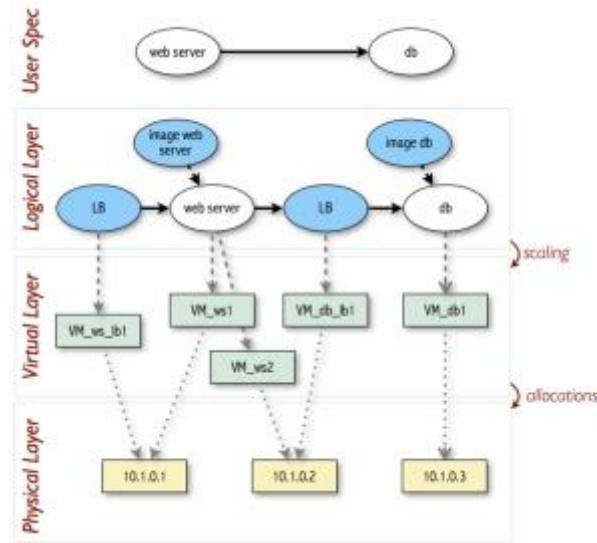 User Spec
web server
db
Logical Layer
image web
server
image db
LB
web server
LB
db
scaling
Virtual Layer
VM_ws_lb1
VM_ws1
VM_db_lb1
VM_db1
VM_ws2
allocations
Physical Layer
10.1.0.1
10.1.0.2
10.1.0.3